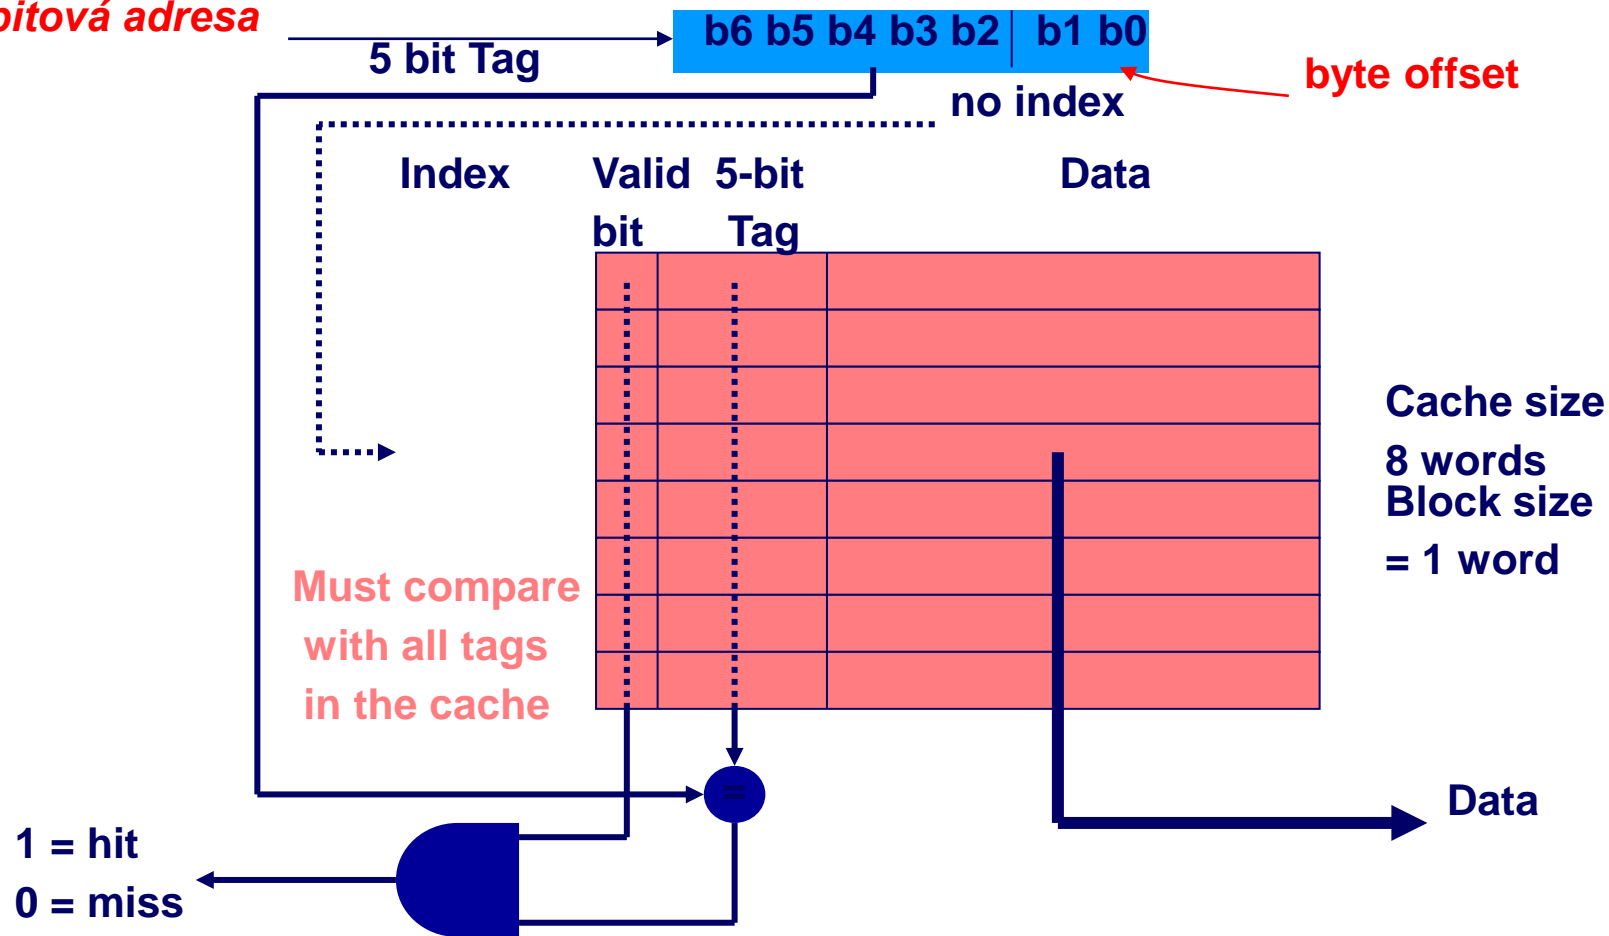 adresa
b6 b5 b4 b3 b2 b1 b0
5 bit Tag
byte offset
no index
Index
Valid
bit
5-bit
Tag
Data
Cache size
8 words
Block size
= 1 word
Must compare
with all tags
in the cache
=
Data
1 = hit
0 = miss